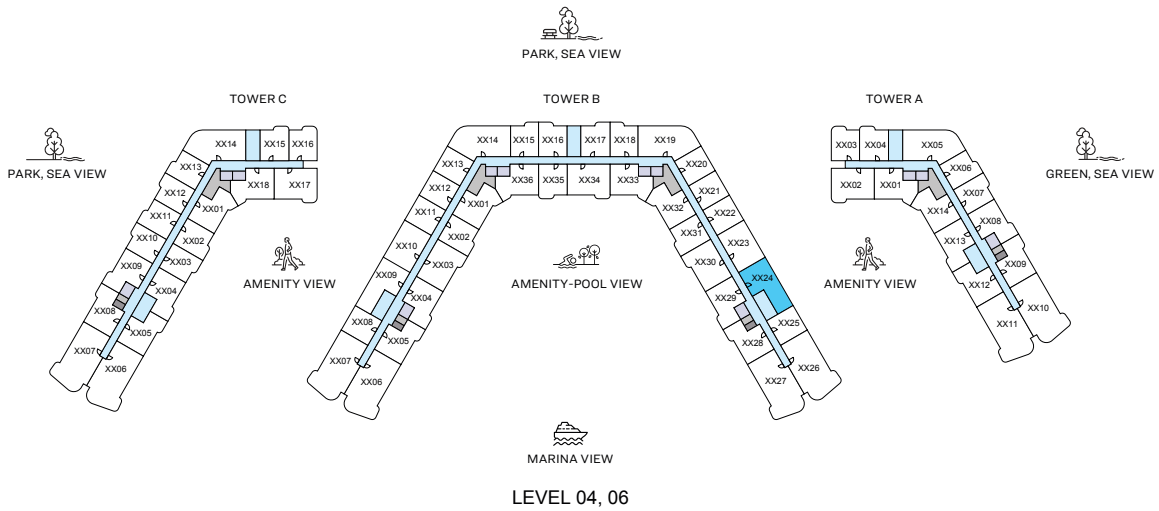 PARK, SEA VIEW
TOWER C
TOWER B
TOWER A
PARK, SEA VIEW
GREEN, SEA VIEW
XX14
XX15
XX16
XX13
XX12
XX11
XX10
XX09
XX08
XX07
XX06
XX05
XX04
XX03
XX02
XX01
XX18
XX17
AMENITY VIEW
XX14
XX15
XX16
XX17
XX18
XX19
XX13
XX12
XX11
XX10
XX09
XX08
XX07
XX06
XX05
XX04
XX03
XX02
XX01
XX36
XX35
XX34
XX33
XX32
XX31
XX30
XX29
XX28
XX27
XX20
XX21
XX22
XX23
XX24
XX25
XX26
AMENITY-POOL VIEW
AMENITY VIEW
XX03
XX04
XX05
XX02
XX01
XX06
XX07
XX08
XX09
XX10
XX14
XX13
XX12
XX11
MARINA VIEW
LEVEL 04, 06